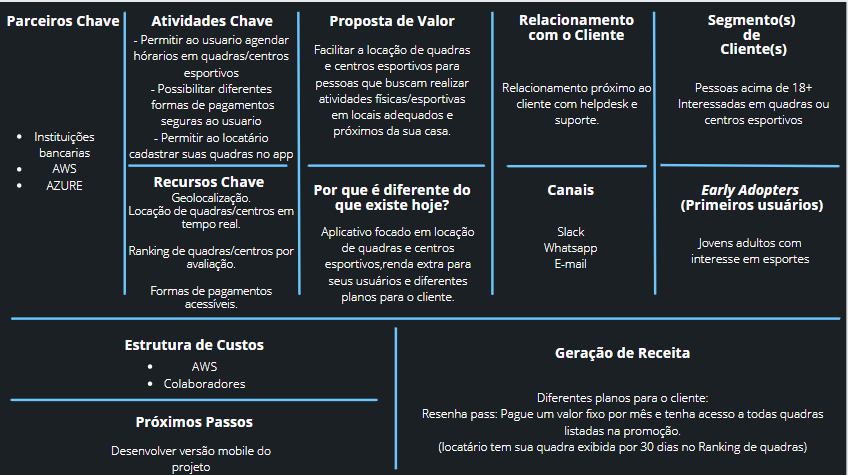 Parceiros Chave
Instituições
bancarias
AWS
AZURE
Atividades Chave
- Permitir ao usuario agendar
hórarios em quadras/centros
esportivos
- Possibilitar diferentes
formas de pagamentos
seguras ao usuario
- Permitir ao locatário
cadastrar suas quadras no app
Recursos Chave
Geolocalização.
Locação de quadras/centros em
tempo real.
Ranking de quadras/centros por
avaliação.
Formas de pagamentos
acessíveis.
Proposta de Valor
Facilitar a locação de quadras
e centros esportivos para
pessoas que buscam realizar
atividades físicas/esportivas
em locais adequados e
próximos da sua casa.
Por que é diferente do
que existe hoje?
Aplicativo focado em locação
de quadras e centros
esportivos,renda extra para
seus usuários e diferentes
planos para o cliente.
Relacionamento
com o Cliente
Relacionamento próximo ao
cliente com helpdesk e
suporte.
Canais
Slack
Whatsapp
E-mail
Segmento(s)
de
Cliente(s)
Pessoas acima de 18+
Interessadas em quadras ou
centros esportivos
Early Adopters
(Primeiros usuários)
Jovens adultos com
interesse em esportes
Estrutura de Custos
AWS
Colaboradores
Próximos Passos
Desenvolver versão mobile do
projeto
Geração de Receita
Diferentes planos para o cliente:
Resenha pass: Pague um valor fixo por mês e tenha acesso a todas quadras
listadas na promoção.
(locatário tem sua quadra exibida por 30 dias no Ranking de quadras)